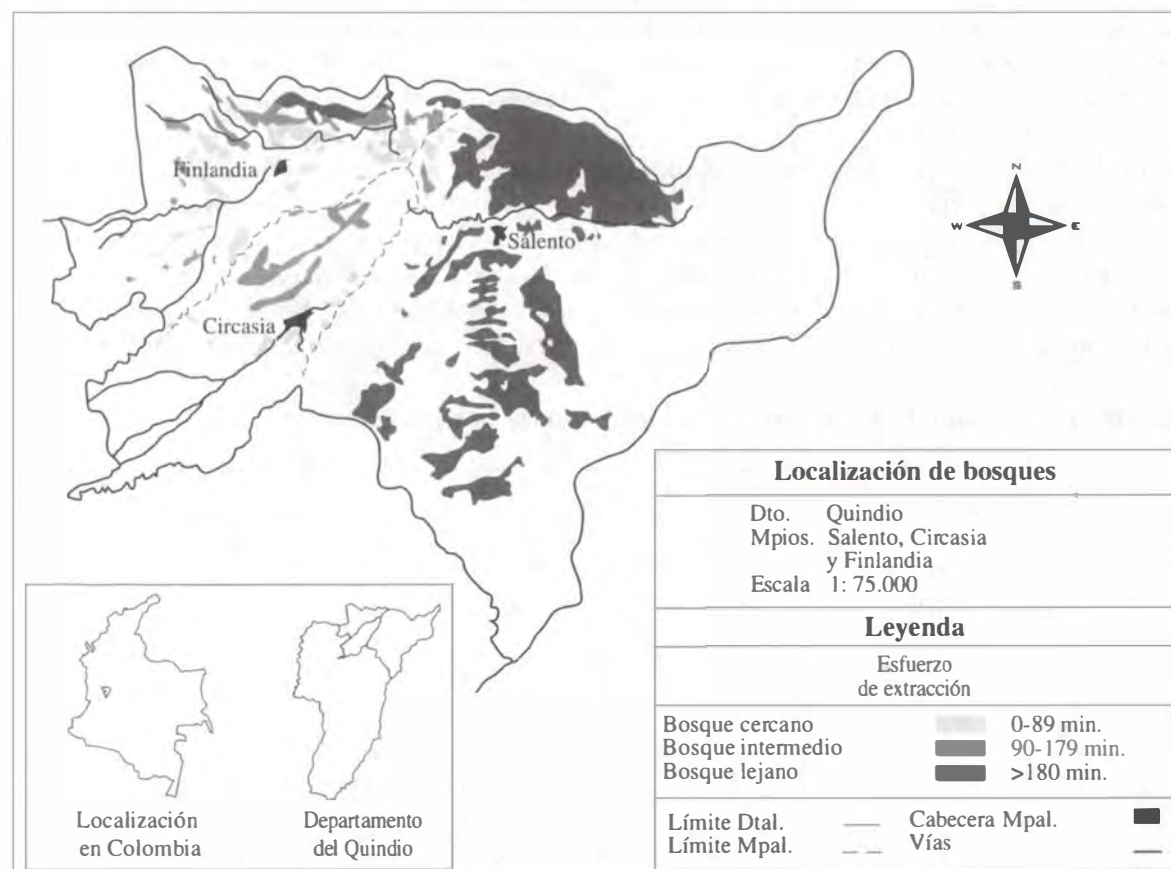 Finlandia
Salento
Circasia
N
W
E
S
Localización de bosques
Dto. Quindio
Mpios. Salento, Circasia
y Finlandia
Escala 1: 75.000
Leyenda
Esfuerzo
de extracción
Bosque cercano 0-89 min.
Bosque intermedio 90-179 min.
Bosque lejano >180 min.
Límite Dtal. Cabecera Mpal.
Límite Mpal. Vías
Localización
en Colombia
Departamento
del Quindio